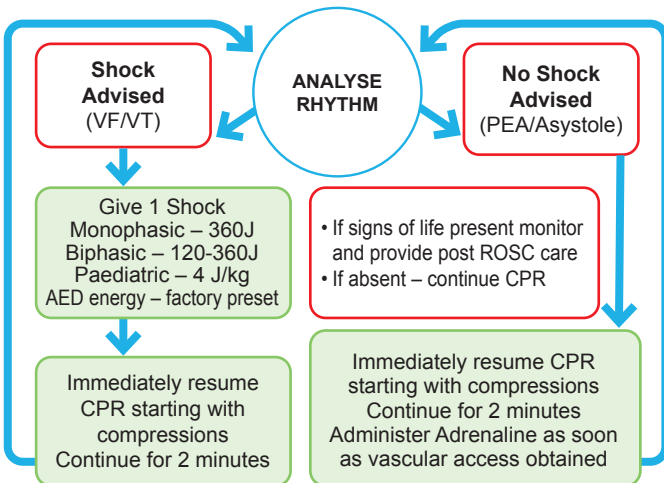 ANALYSE
RHYTHM
Shock
Advised
(VF/VT)
No Shock
Advised
(PEA/Asystole)
Give 1 Shock
Monophasic – 360J
Biphasic – 120-360J
Paediatric – 4 J/kg
AED energy – factory preset
• If signs of life present monitor
and provide post ROSC care
• If absent – continue CPR
Immediately resume
CPR starting with
compressions
Continue for 2 minutes
Immediately resume CPR
starting with compressions
Continue for 2 minutes
Administer Adrenaline as soon
as vascular access obtained